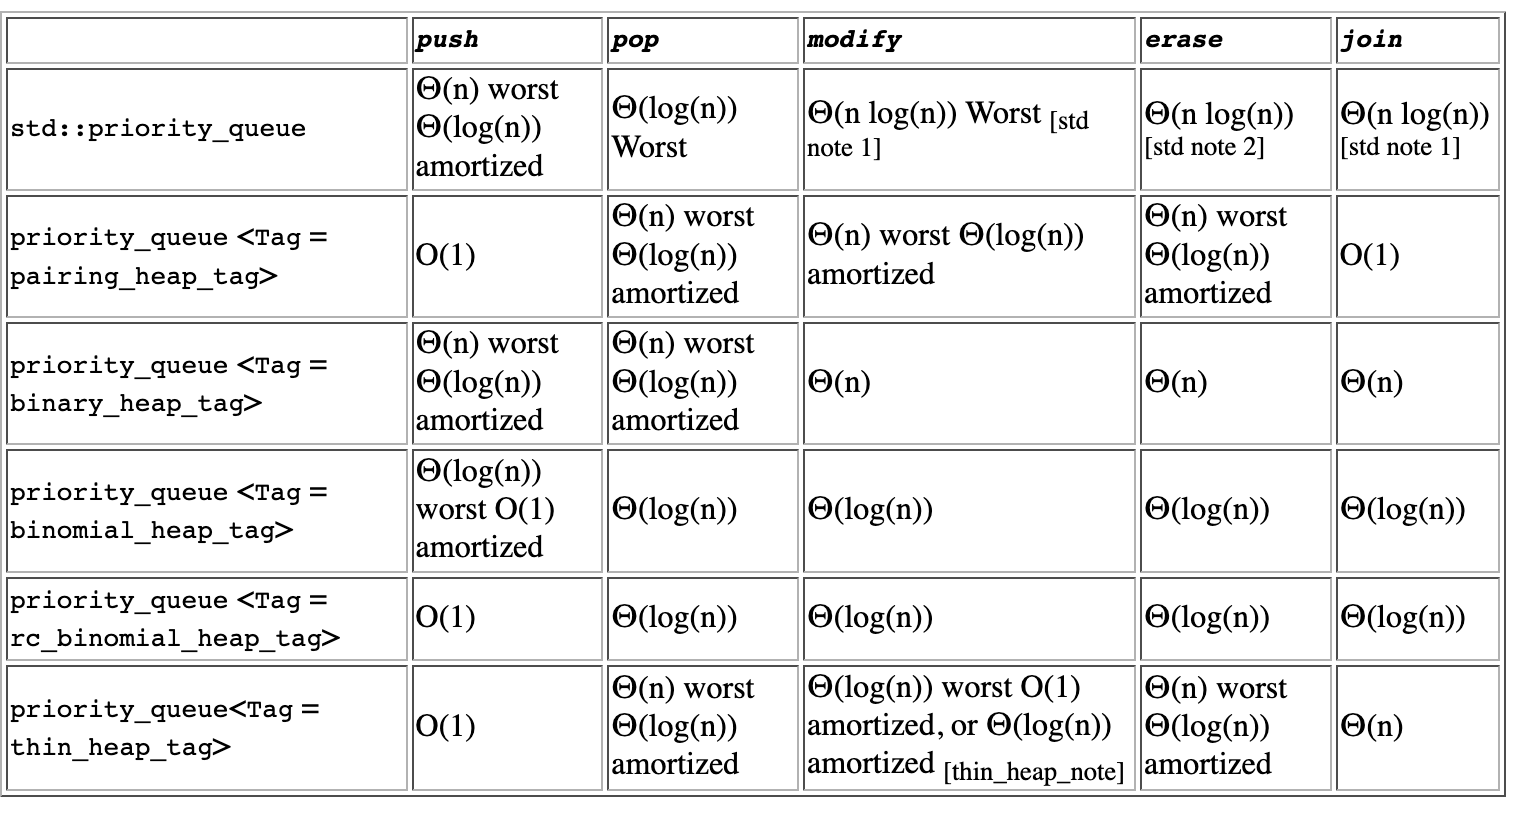 push pop modify erase join
std::priority_queue
Θ(n) worst
Θ(log(n))
amortized
Θ(log(n))
Worst
Θ(n log(n)) Worst [std
note 1]
Θ(n log(n))
[std note 2]
Θ(n log(n))
[std note 1]
priority_queue <Tag =
pairing_heap_tag>
O(1)
Θ(n) worst
Θ(log(n))
amortized
Θ(n) worst Θ(log(n))
amortized
Θ(n) worst
Θ(log(n))
amortized
O(1)
priority_queue <Tag =
binary_heap_tag>
Θ(n) worst
Θ(log(n))
amortized
Θ(n) worst
Θ(log(n))
amortized
Θ(n)
Θ(n)
Θ(n)
priority_queue <Tag =
binomial_heap_tag>
Θ(log(n))
worst O(1)
amortized
Θ(log(n))
Θ(log(n))
Θ(log(n))
Θ(log(n))
priority_queue <Tag =
rc_binomial_heap_tag>
O(1)
Θ(log(n))
Θ(log(n))
Θ(log(n))
Θ(log(n))
priority_queue<Tag =
thin_heap_tag>
O(1)
Θ(n) worst
Θ(log(n))
amortized
Θ(log(n)) worst O(1)
amortized, or Θ(log(n))
amortized [thin_heap_note]
Θ(n) worst
Θ(log(n))
amortized
Θ(n)